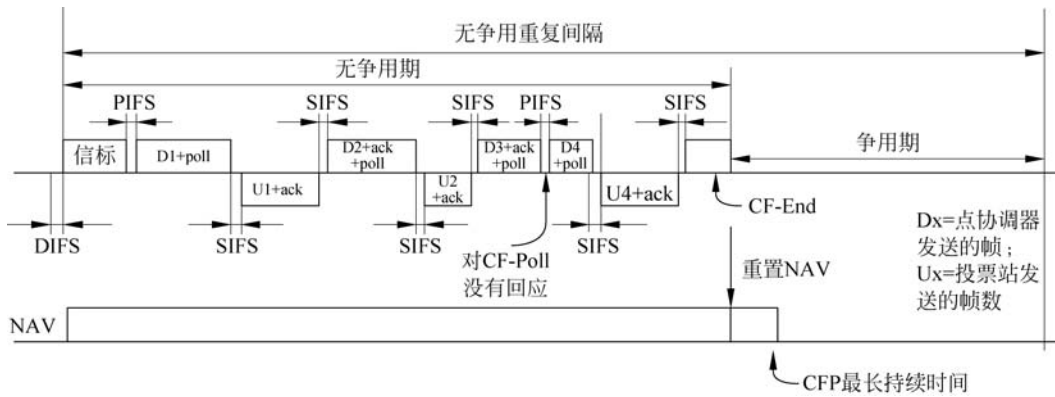 无争用重复间隔
无争用期
PIFS
SIFS
SIFS
PIFS
SIFS
信标
D1+poll
D2+ack
+poll
D3+ack
+poll
D4
+poll
争用期
U1+ack
U2
+ack
U4+ack
CF-End
DIFS
SIFS
SIFS
SIFS
对CF-Poll
没有回应
重置NAV
Dx=点协调器
发送的帧；
Ux=投票站发
送的帧数
NAV
CFP最长持续时间